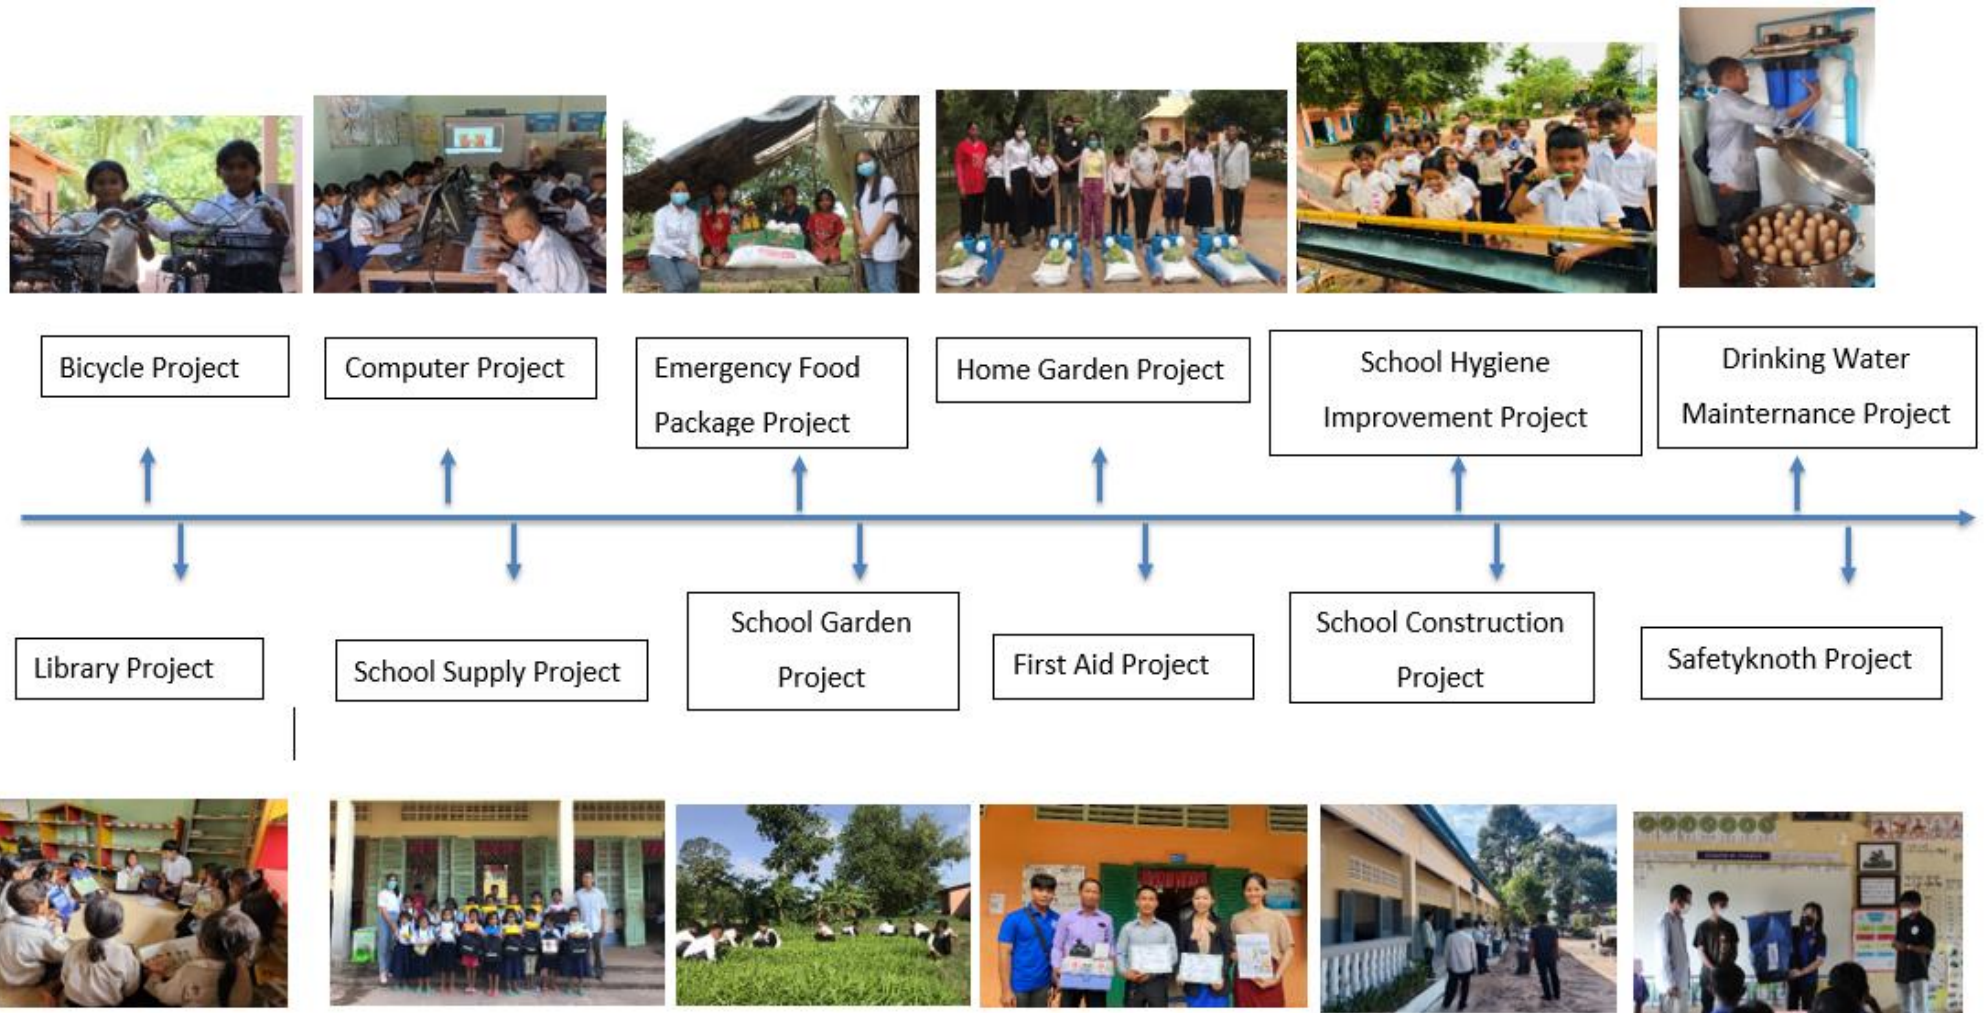 Bicycle Project
Computer Project
Emergency Food
Package Project
Home Garden Project
School Hygiene
Improvement Project
Drinking Water
Mainternance Project
Library Project
School Supply Project
School Garden
Project
First Aid Project
School Construction
Project
Safetyknoth Project